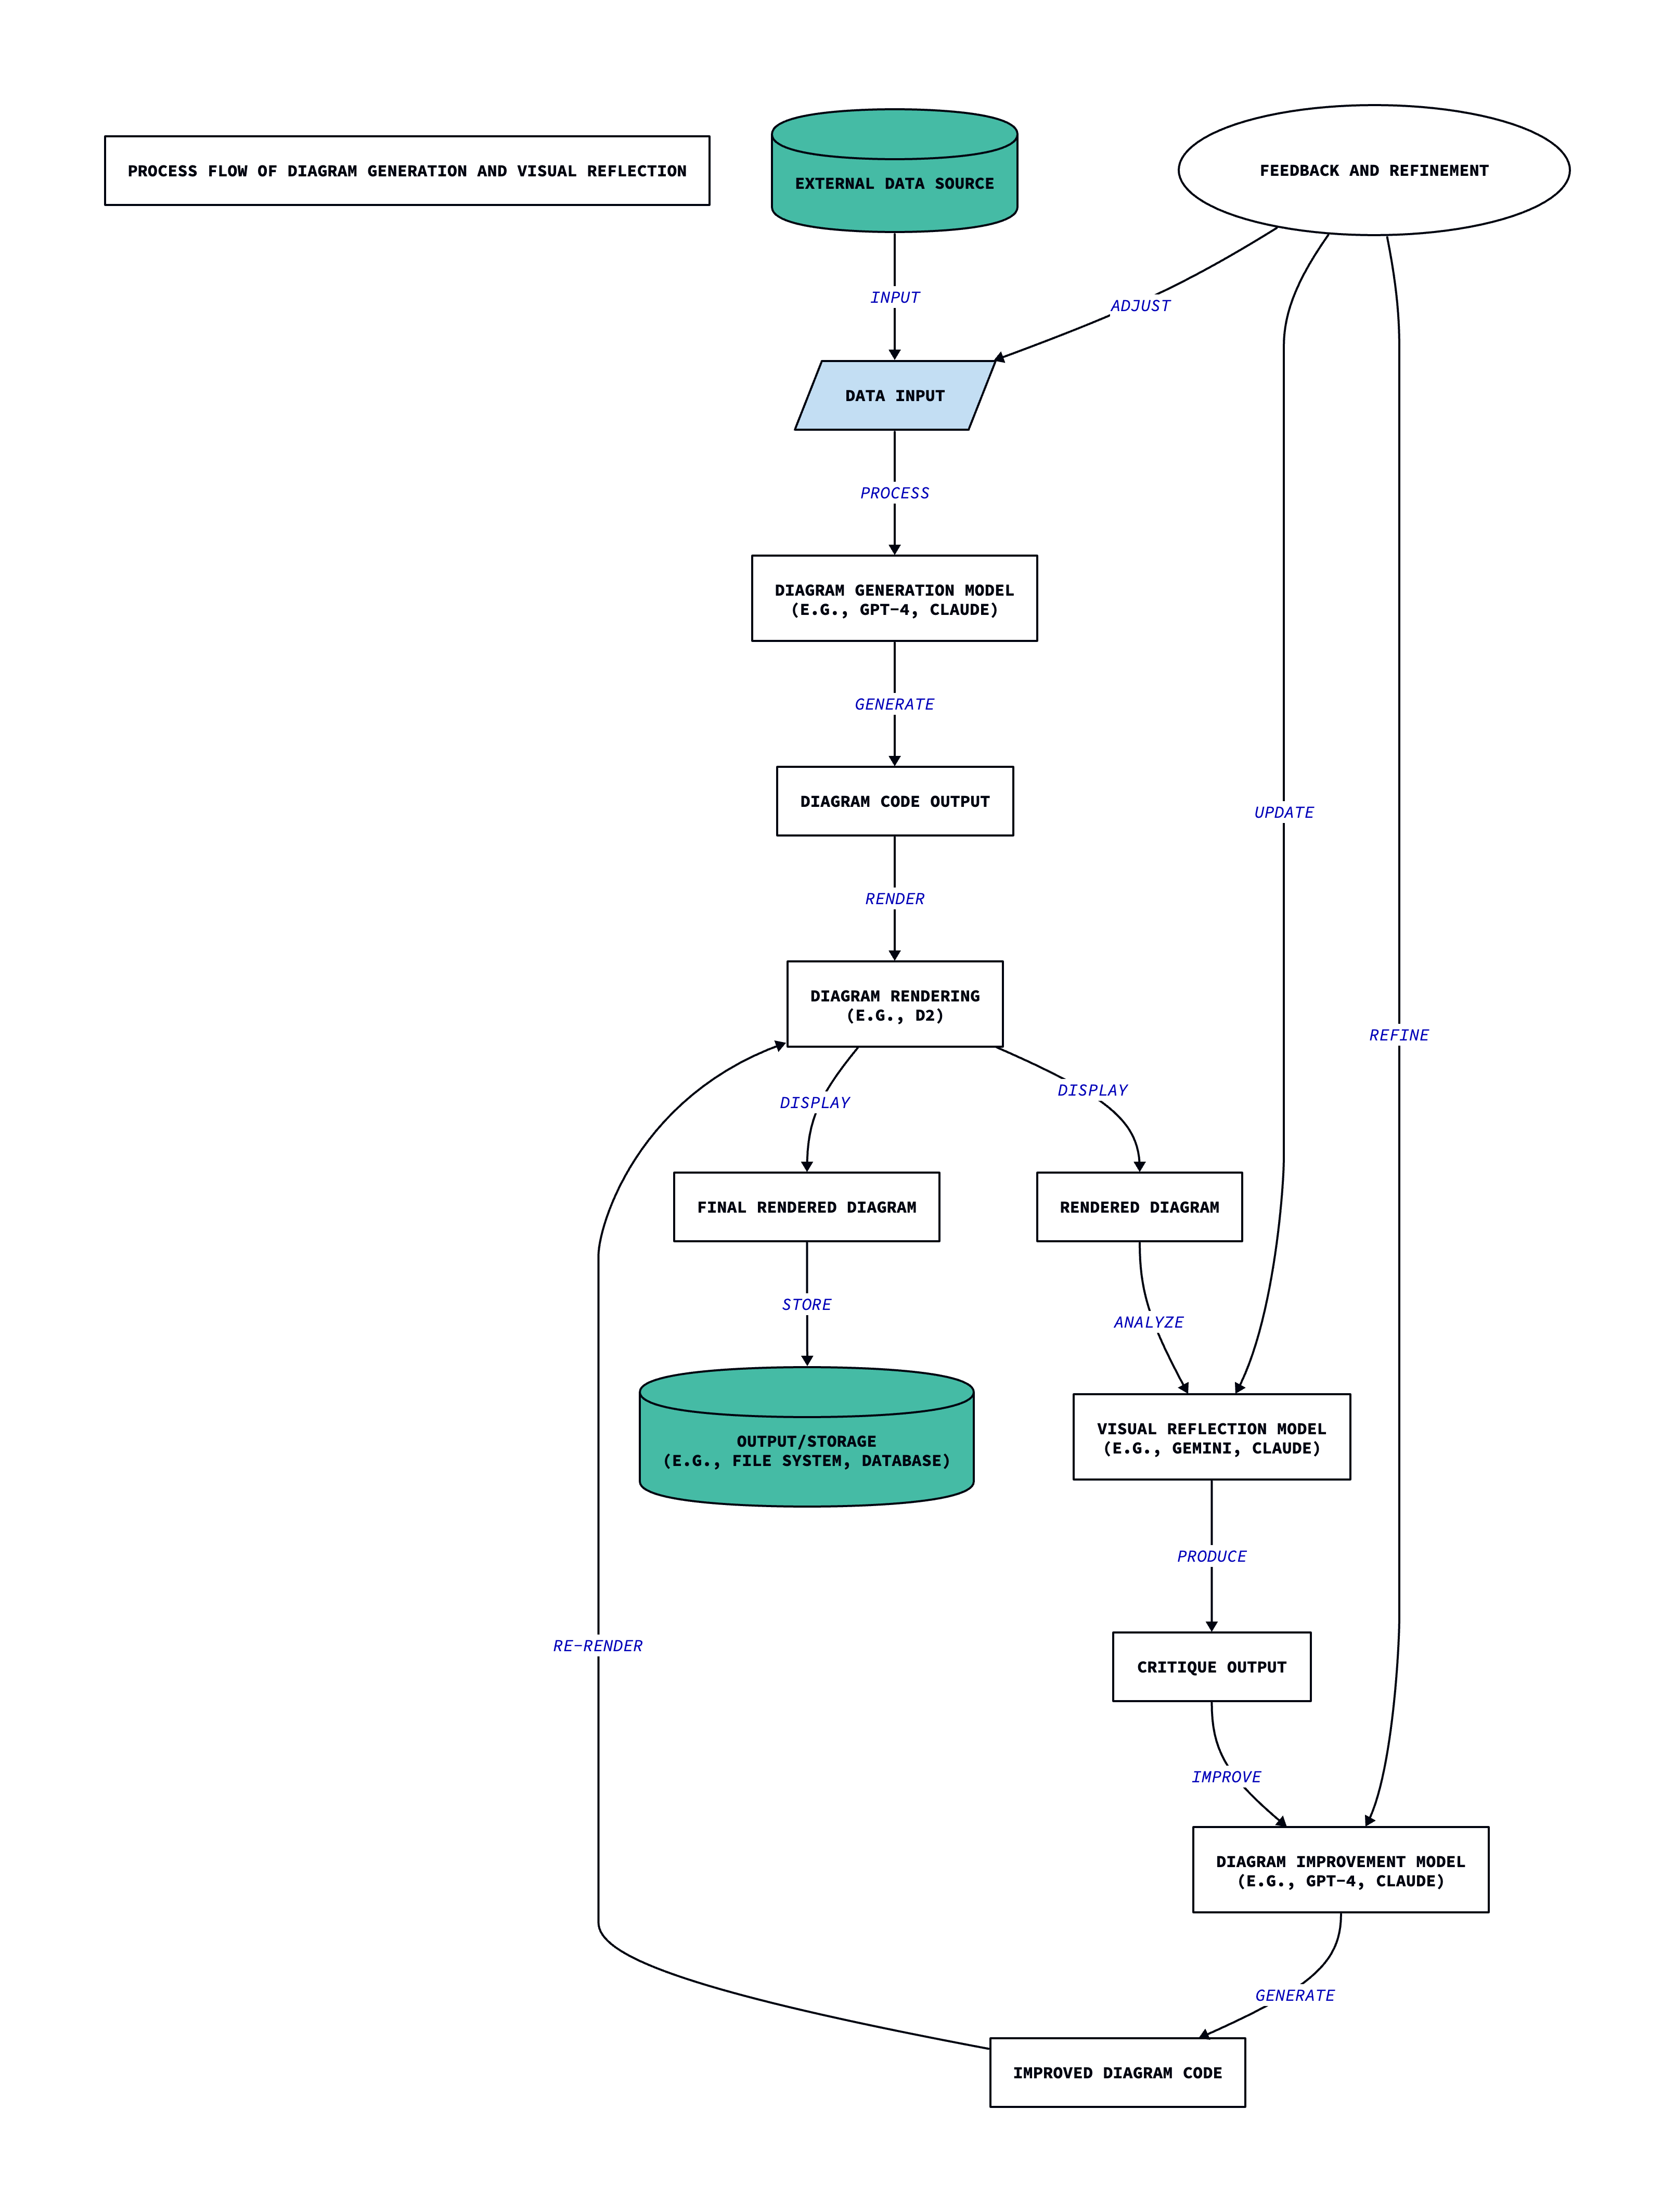 PROCESS FLOW OF DIAGRAM GENERATION AND VISUAL REFLECTION
EXTERNAL DATA SOURCE
FEEDBACK AND REFINEMENT
INPUT
ADJUST
DATA INPUT
PROCESS
DIAGRAM GENERATION MODEL
(E.G., GPT-4, CLAUDE)
GENERATE
DIAGRAM CODE OUTPUT
UPDATE
RENDER
DIAGRAM RENDERING
(E.G., D2)
REFINE
DISPLAY
DISPLAY
FINAL RENDERED DIAGRAM
RENDERED DIAGRAM
STORE
ANALYZE
OUTPUT/STORAGE
(E.G., FILE SYSTEM, DATABASE)
VISUAL REFLECTION MODEL
(E.G., GEMINI, CLAUDE)
PRODUCE
RE-RENDER
CRITIQUE OUTPUT
IMPROVE
DIAGRAM IMPROVEMENT MODEL
(E.G., GPT-4, CLAUDE)
GENERATE
IMPROVED DIAGRAM CODE